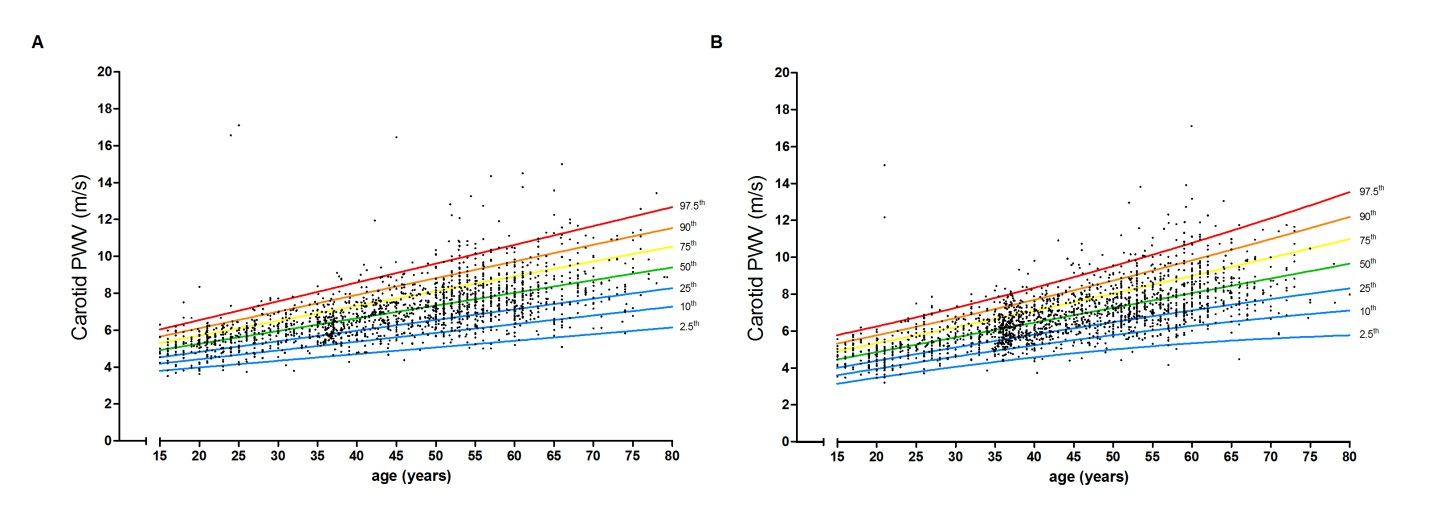 A
B
20
18
16
14
12
10
8
6
4
2
0
Carotid PWV (m/s)
97.5th
90th
75th
50th
25th
10th
2.5th
15 20 25 30 35 40 45 50 55 60 65 70 75 80
age (years)
20
18
16
14
12
10
8
6
4
2
0
Carotid PWV (m/s)
97.5th
90th
75th
50th
25th
10th
2.5th
15 20 25 30 35 40 45 50 55 60 65 70 75 80
age (years)